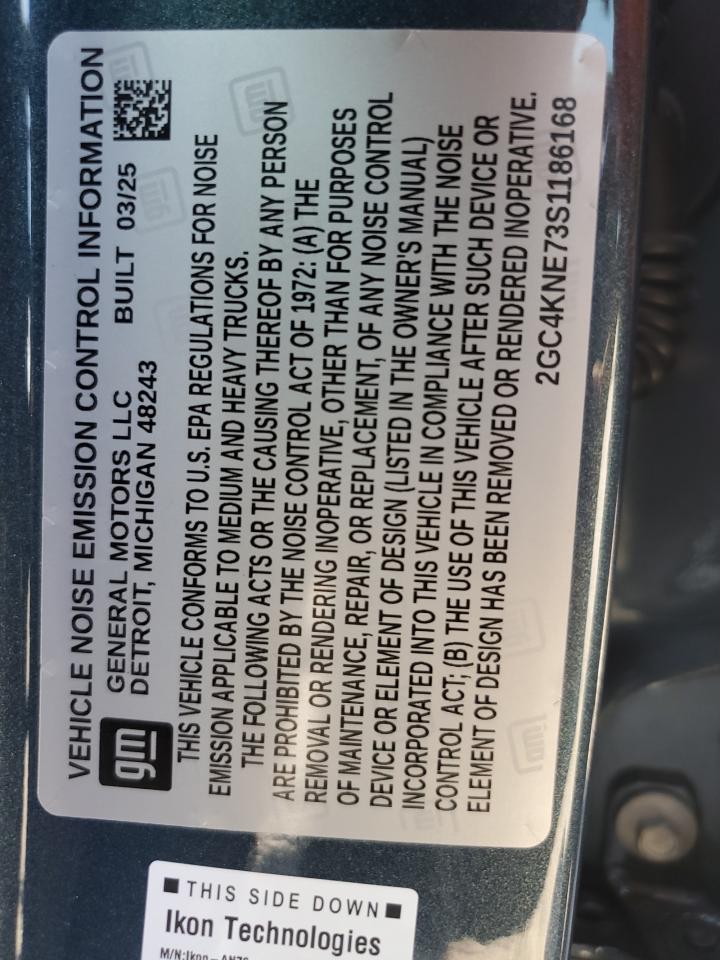 VEHICLE NOISE EMISSION CONTROL INFORMATION
gm
GENERAL MOTORS LLC
DETROIT, MICHIGAN 48243
BUILT 03/25
THIS VEHICLE CONFORMS TO U.S. EPA REGULATIONS FOR NOISE
EMISSION APPLICABLE TO MEDIUM AND HEAVY TRUCKS.
THE FOLLOWING ACTS OR THE CAUSING THEREOF BY ANY PERSON
ARE PROHIBITED BY THE NOISE CONTROL ACT OF 1972: (A) THE
REMOVAL OR RENDERING INOPERATIVE, OTHER THAN FOR PURPOSES
OF MAINTENANCE, REPAIR, OR REPLACEMENT, OF ANY NOISE CONTROL
DEVICE OR ELEMENT OF DESIGN (LISTED IN THE OWNER'S MANUAL)
INCORPORATED INTO THIS VEHICLE IN COMPLIANCE WITH THE NOISE
CONTROL ACT; (B) THE USE OF THIS VEHICLE AFTER SUCH DEVICE OR
ELEMENT OF DESIGN HAS BEEN REMOVED OR RENDERED INOPERATIVE.
2GC4KNE73S1186168
THIS SIDE DOWN
Ikon Technologies
M/N:Ikon